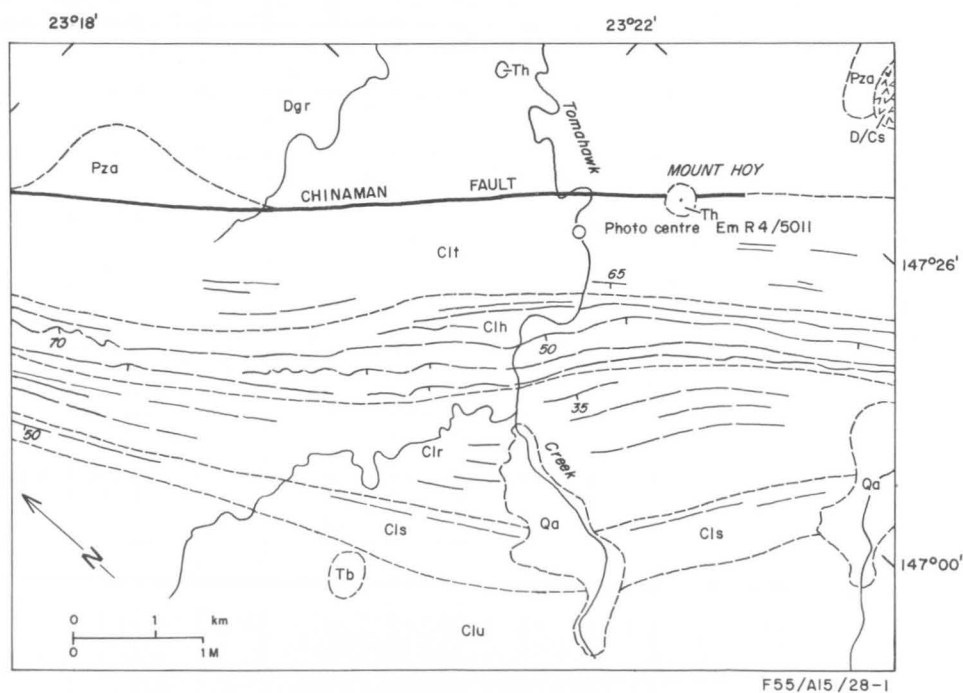 23°18'
23°22'
Th
Pza
Dgr
Tomahawk
D/Cs
Pza
MOUNT HOY
CHINAMAN FAULT
Th
Photo centre Em R4/5011
Clt
147°26'
65
Clh
70
50
35
50
Clr
Creek
Qa
Qa
Cls
Cls
147°00'
Tb
N
0 1 km
0 1 M
Clu
F55/A15/28-1